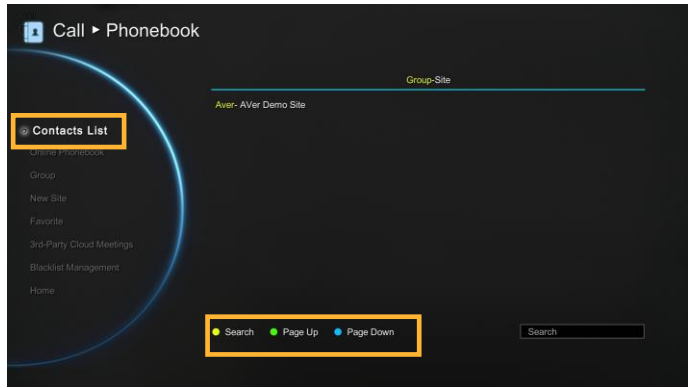 Call ▸ Phonebook
Group-Site
Aver- AVer Demo Site
Contacts List
Online Phonebook
Group
New Site
Favorite
3rd-Party Cloud Meetings
Blacklist Management
Home
Search Page Up Page Down Search